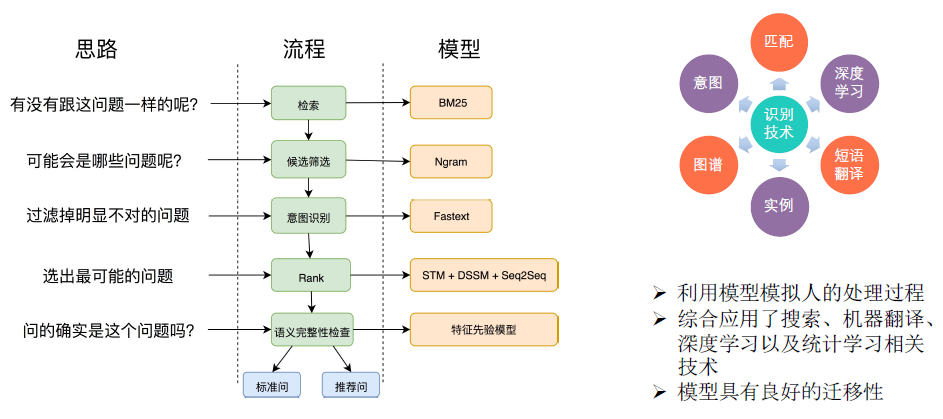 思路
流程
模型
有没有跟这问题一样的呢?
检索
BM25
可能会是哪些问题呢?
候选筛选
Ngram
过滤掉明显不对的问题
意图识别
Fastext
选出最可能的问题
Rank
STM + DSSM + Seq2Seq
问的确实是这个问题吗?
语义完整性检查
特征先验模型
标准问
推荐问
匹配
意图
深度
学习
识别
技术
图谱
短语
翻译
实例
➢ 利用模型模拟人的处理过程
➢ 综合应用了搜索、机器翻译、
深度学习以及统计学习相关
技术
➢ 模型具有良好的迁移性